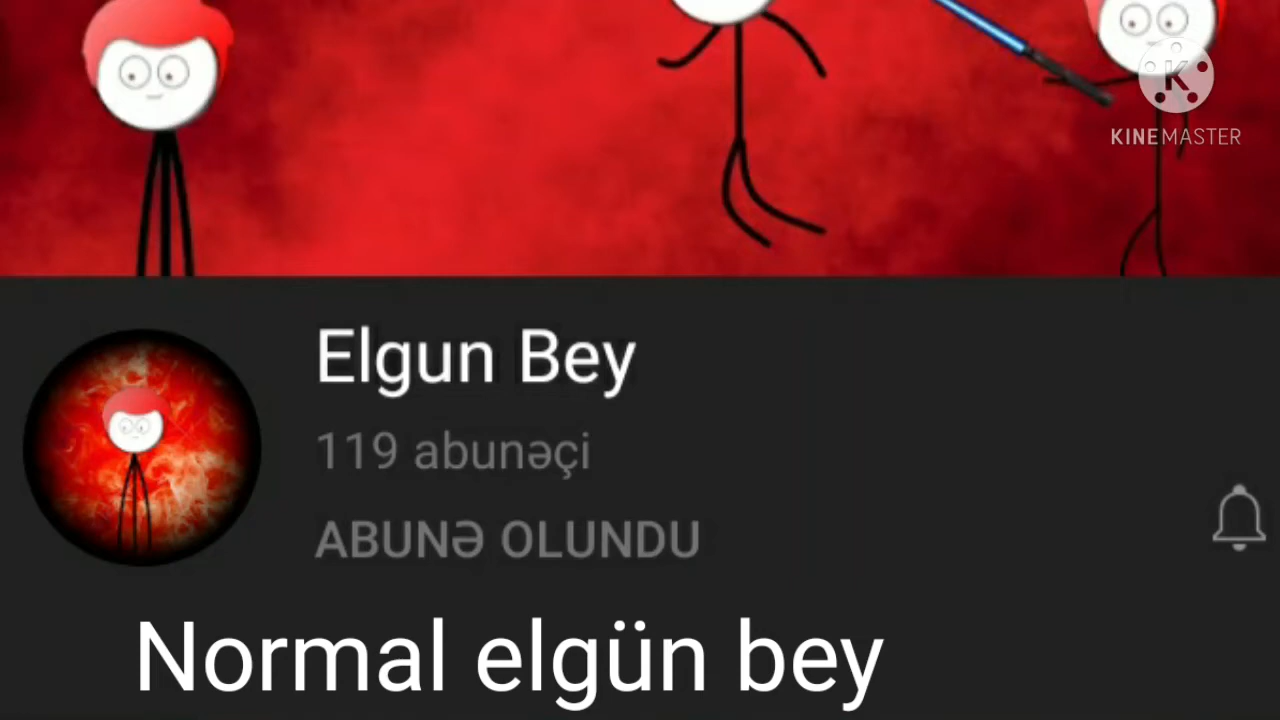 K
KINEMASTER
Elgun Bey
119 abunəçi
ABUNƏ OLUNDU
Normal elgün bey